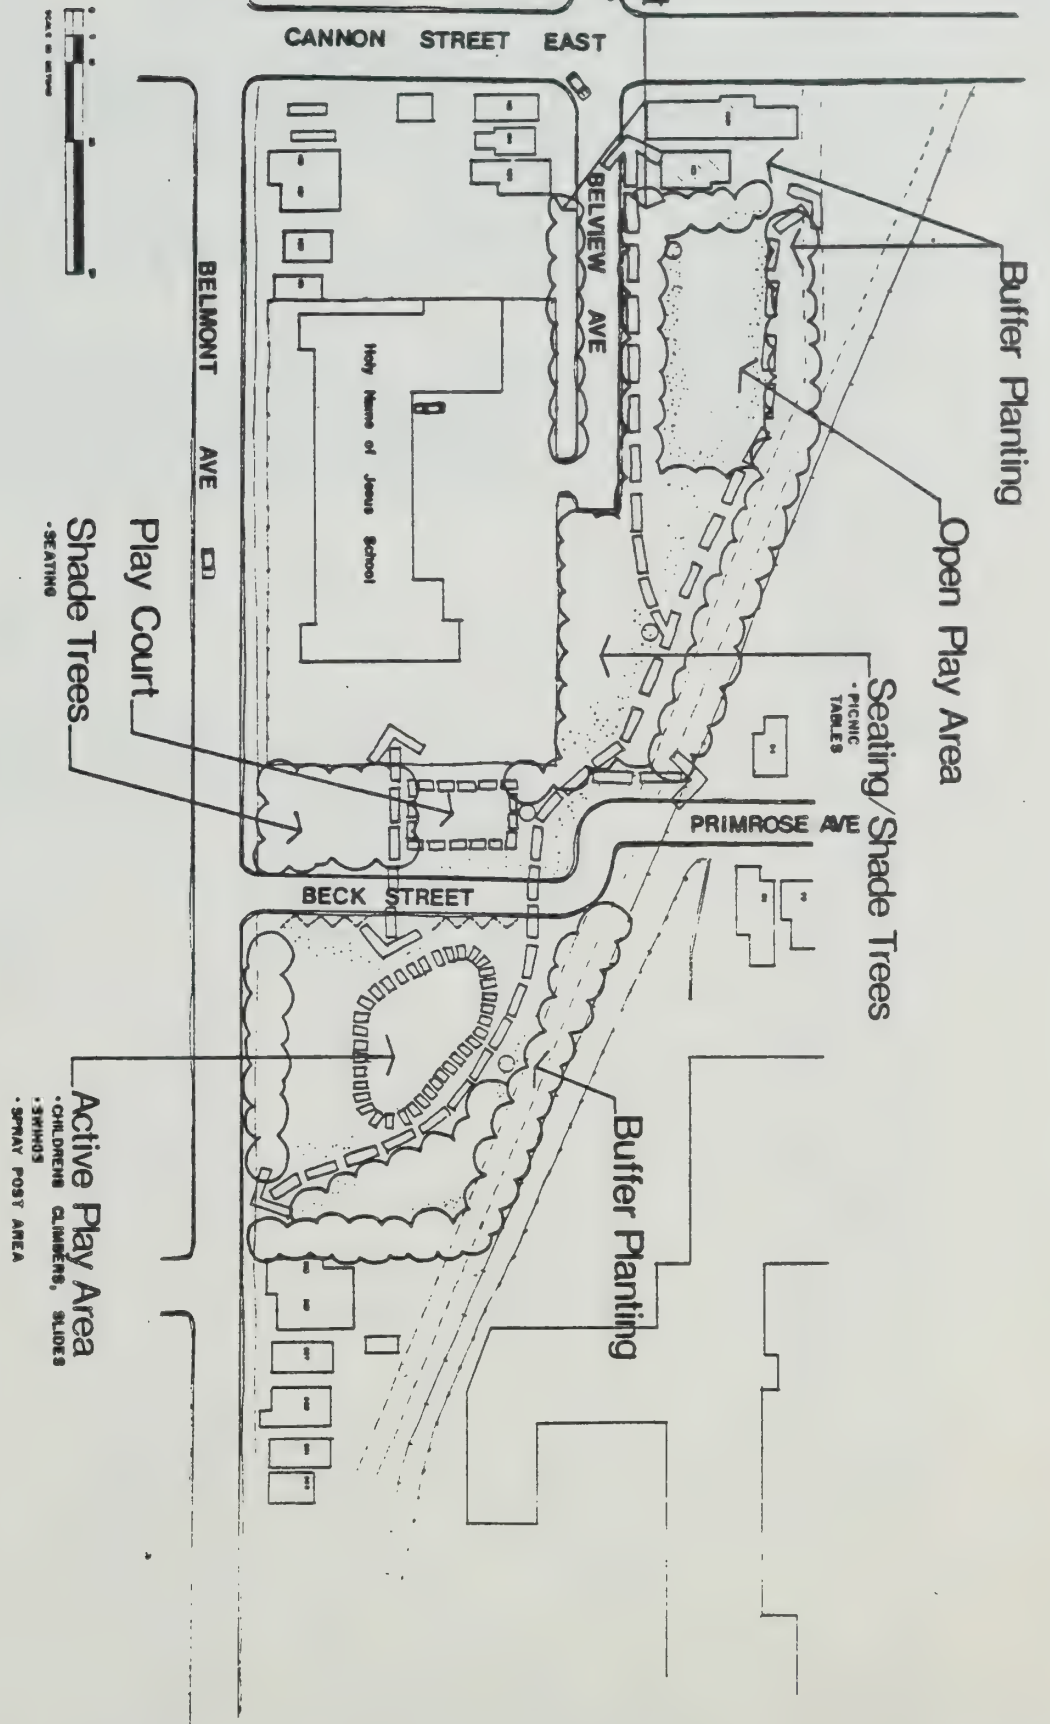 CANNON STREET EAST
BELVIEW AVE
BELMONT AVE
Holy Name of Jesus School
Buffer Planting
Open Play Area
Seating/Shade Trees
• PICNIC
TABLES
PRIMROSE AVE
Play Court
Shade Trees
• SEATING
BECK STREET
Buffer Planting
Active Play Area
• CHILDRENS CLIMBERS, SLIDES
• SWINGS
• SPRAY POST AREA